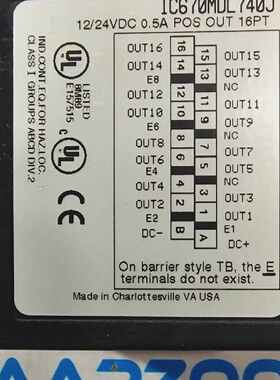 IC670MDL740J
12/24VDC 0.5A POS OUT 16PT
IND.CONT.EQ.FOR HAZ.LOC.
CLASS I GROUPS ABCD DIV.2
UL
LISTED
8MB9
E157515
UL
CE
OUT16
OUT14
E8
OUT12
OUT10
E6
OUT8
OUT6
E4
OUT4
OUT2
E2
DC-
16
14
12
10
8
6
4
2
B
15
13
11
9
7
5
3
1
A
OUT15
OUT13
NC
OUT11
OUT9
NC
OUT7
OUT5
NC
OUT3
OUT1
E1
DC+
On barrier style TB, the E
terminals do not exist.
Made in Charlottesville VA USA